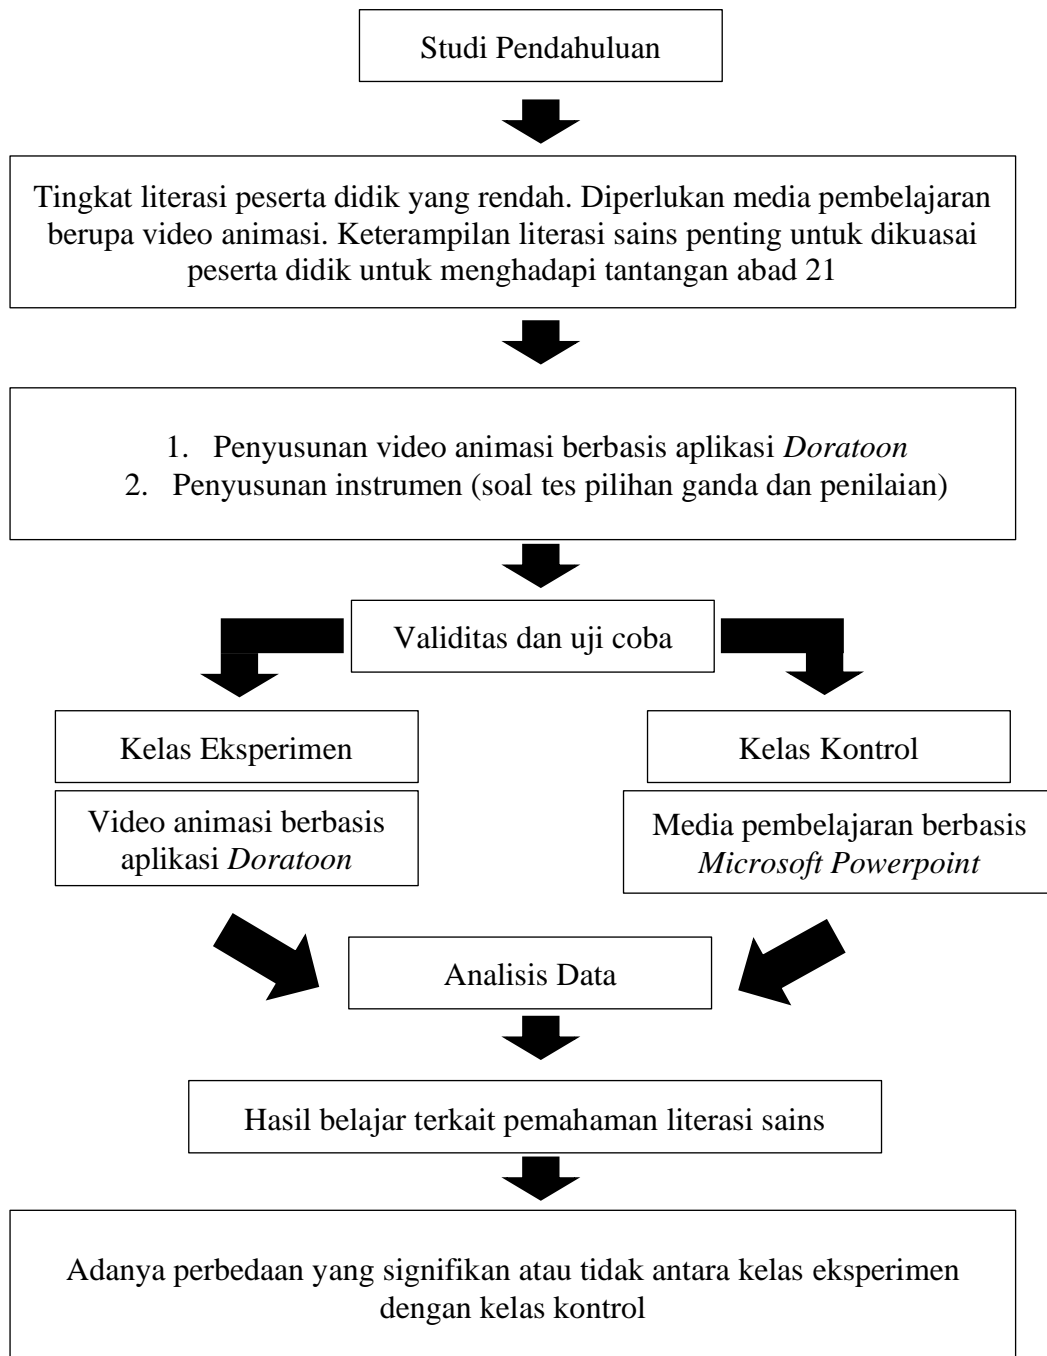 Studi Pendahuluan
Tingkat literasi peserta didik yang rendah. Diperlukan media pembelajaran
berupa video animasi. Keterampilan literasi sains penting untuk dikuasai
peserta didik untuk menghadapi tantangan abad 21
1. Penyusunan video animasi berbasis aplikasi Doratoon
2. Penyusunan instrumen (soal tes pilihan ganda dan penilaian)
Validitas dan uji coba
Kelas Eksperimen
Video animasi berbasis
aplikasi Doratoon
Kelas Kontrol
Media pembelajaran berbasis
Microsoft Powerpoint
Analisis Data
Hasil belajar terkait pemahaman literasi sains
Adanya perbedaan yang signifikan atau tidak antara kelas eksperimen
dengan kelas kontrol